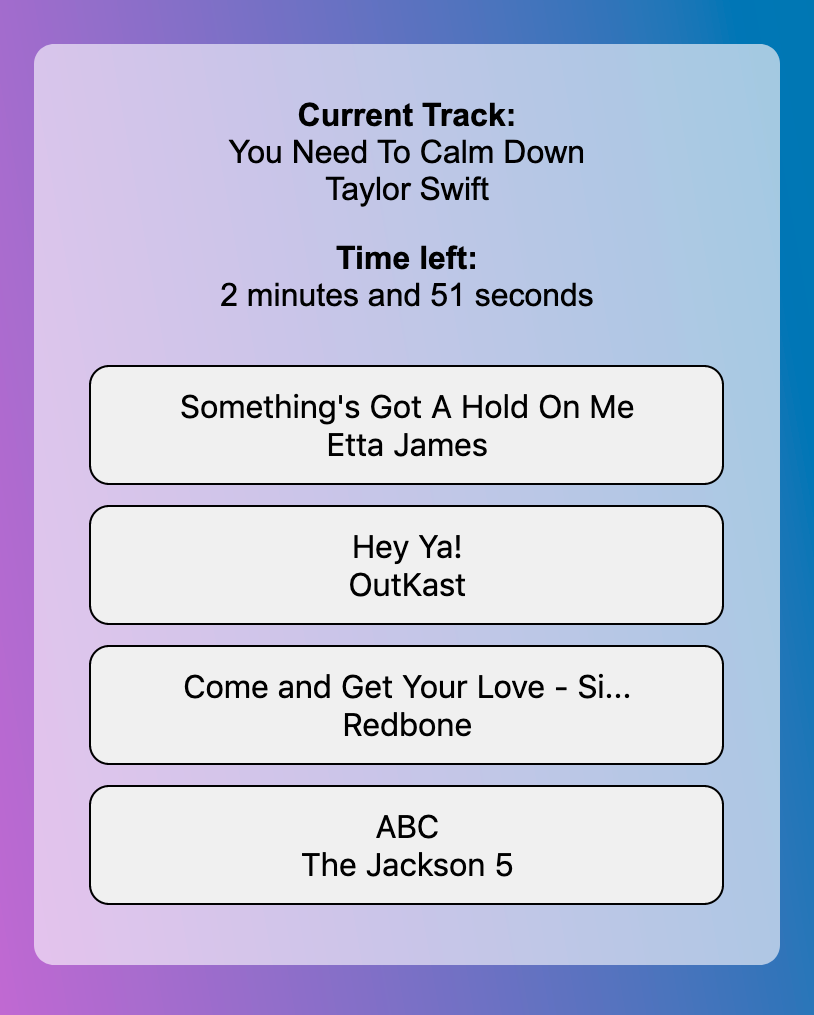 Current Track:
You Need To Calm Down
Taylor Swift
Time left:
2 minutes and 51 seconds
Something's Got A Hold On Me
Etta James
Hey Ya!
OutKast
Come and Get Your Love - Si...
Redbone
ABC
The Jackson 5